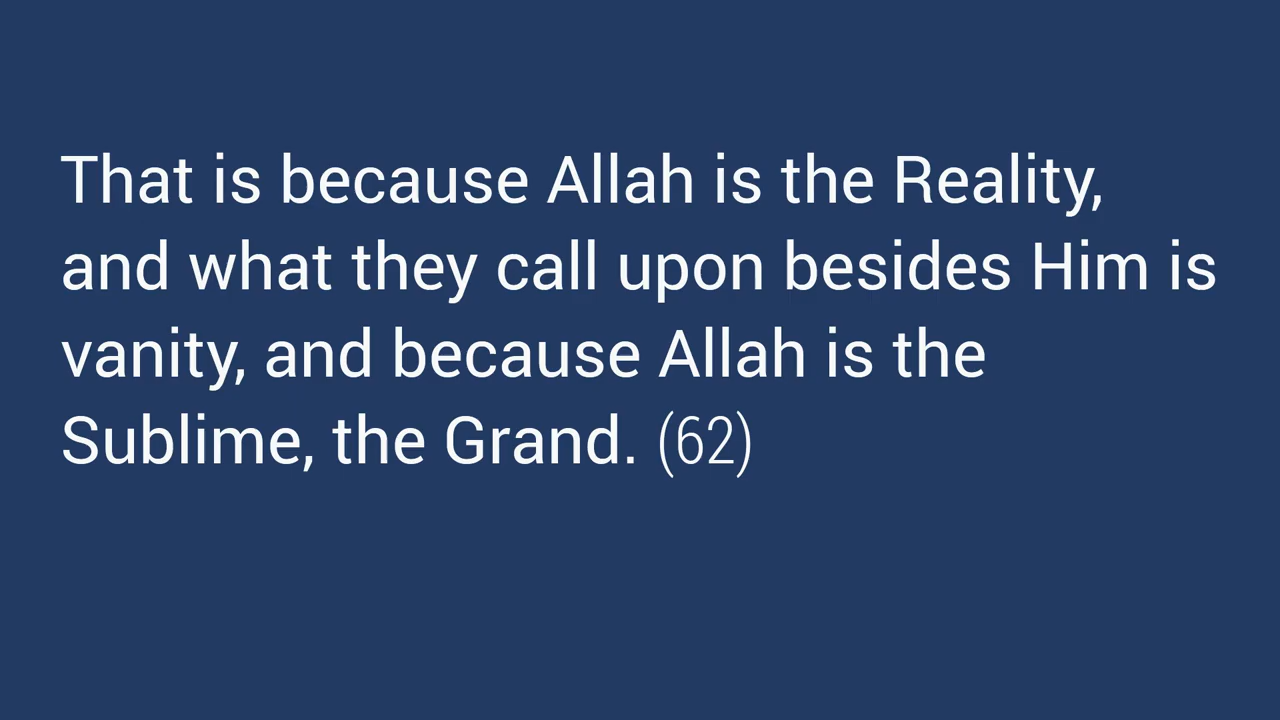 That is because Allah is the Reality,
and what they call upon besides Him is
vanity, and because Allah is the
Sublime, the Grand. (62)